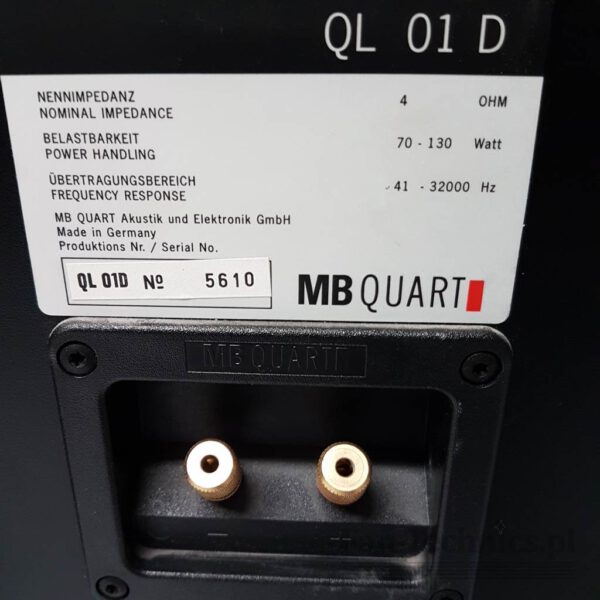 QL 01 D
NENNIMPEDANZ 4 OHM
NOMINAL IMPEDANCE
BELASTBARKEIT 70 - 130 Watt
POWER HANDLING
ÜBERTRAGUNGSBEREICH 41 - 32000 Hz
FREQUENCY RESPONSE
MB QUART Akustik und Elektronik GmbH
Made in Germany
Produktions Nr. / Serial No.
QL 01D Nº 5610
MB QUART
MB QUART